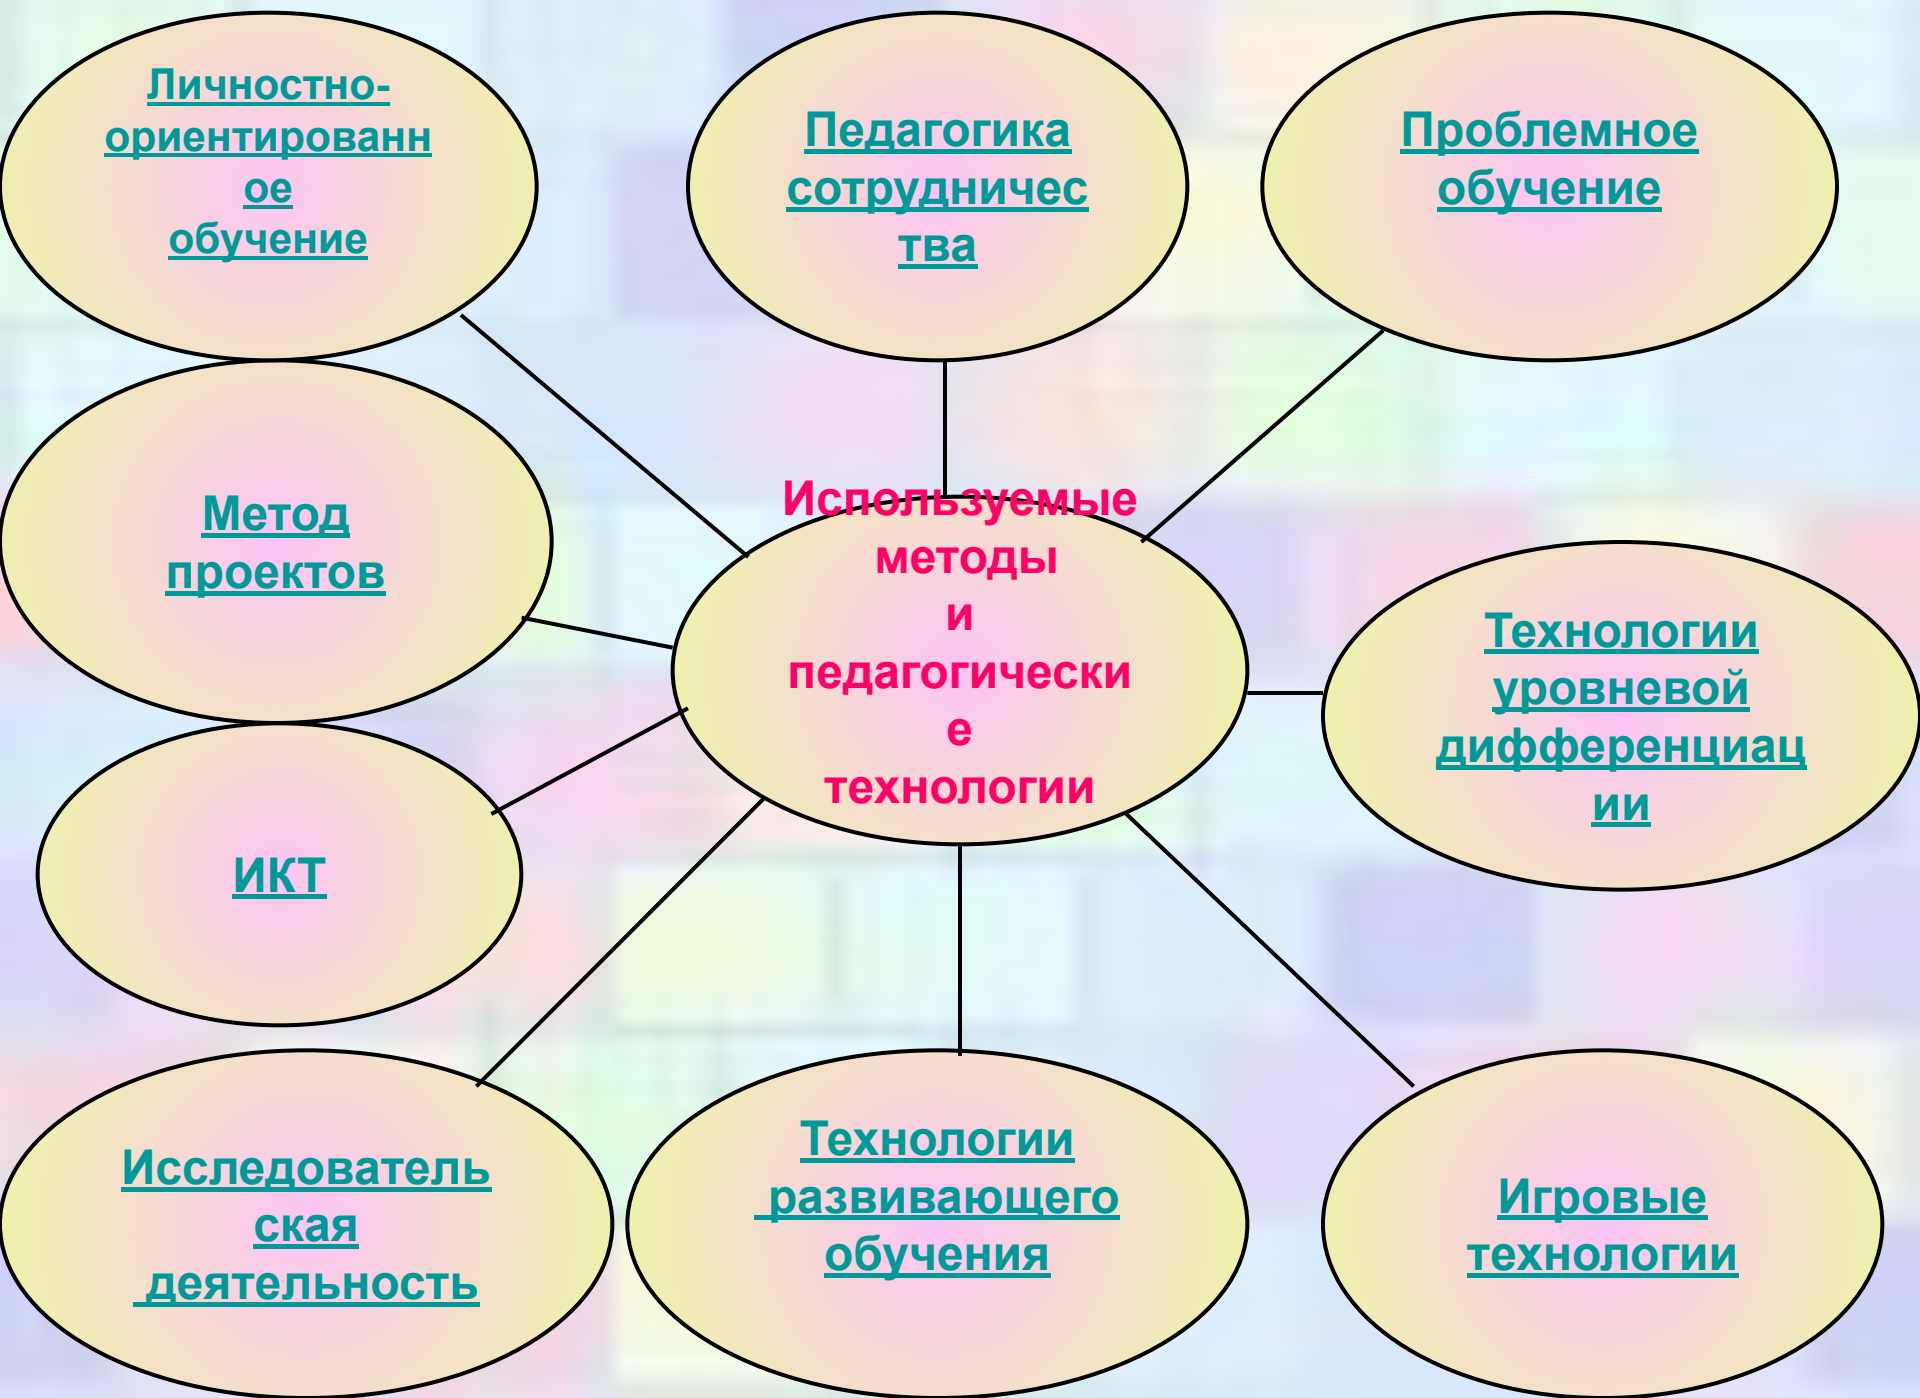 Личностно-
ориентированн
ое
обучение
Педагогика
сотрудничес
тва
Проблемное
обучение
Метод
проектов
Используемые
методы
и
педагогически
е
технологии
Технологии
уровневой
дифференциац
ии
ИКТ
Исследователь
ская
деятельность
Технологии
развивающего
обучения
Игровые
технологии